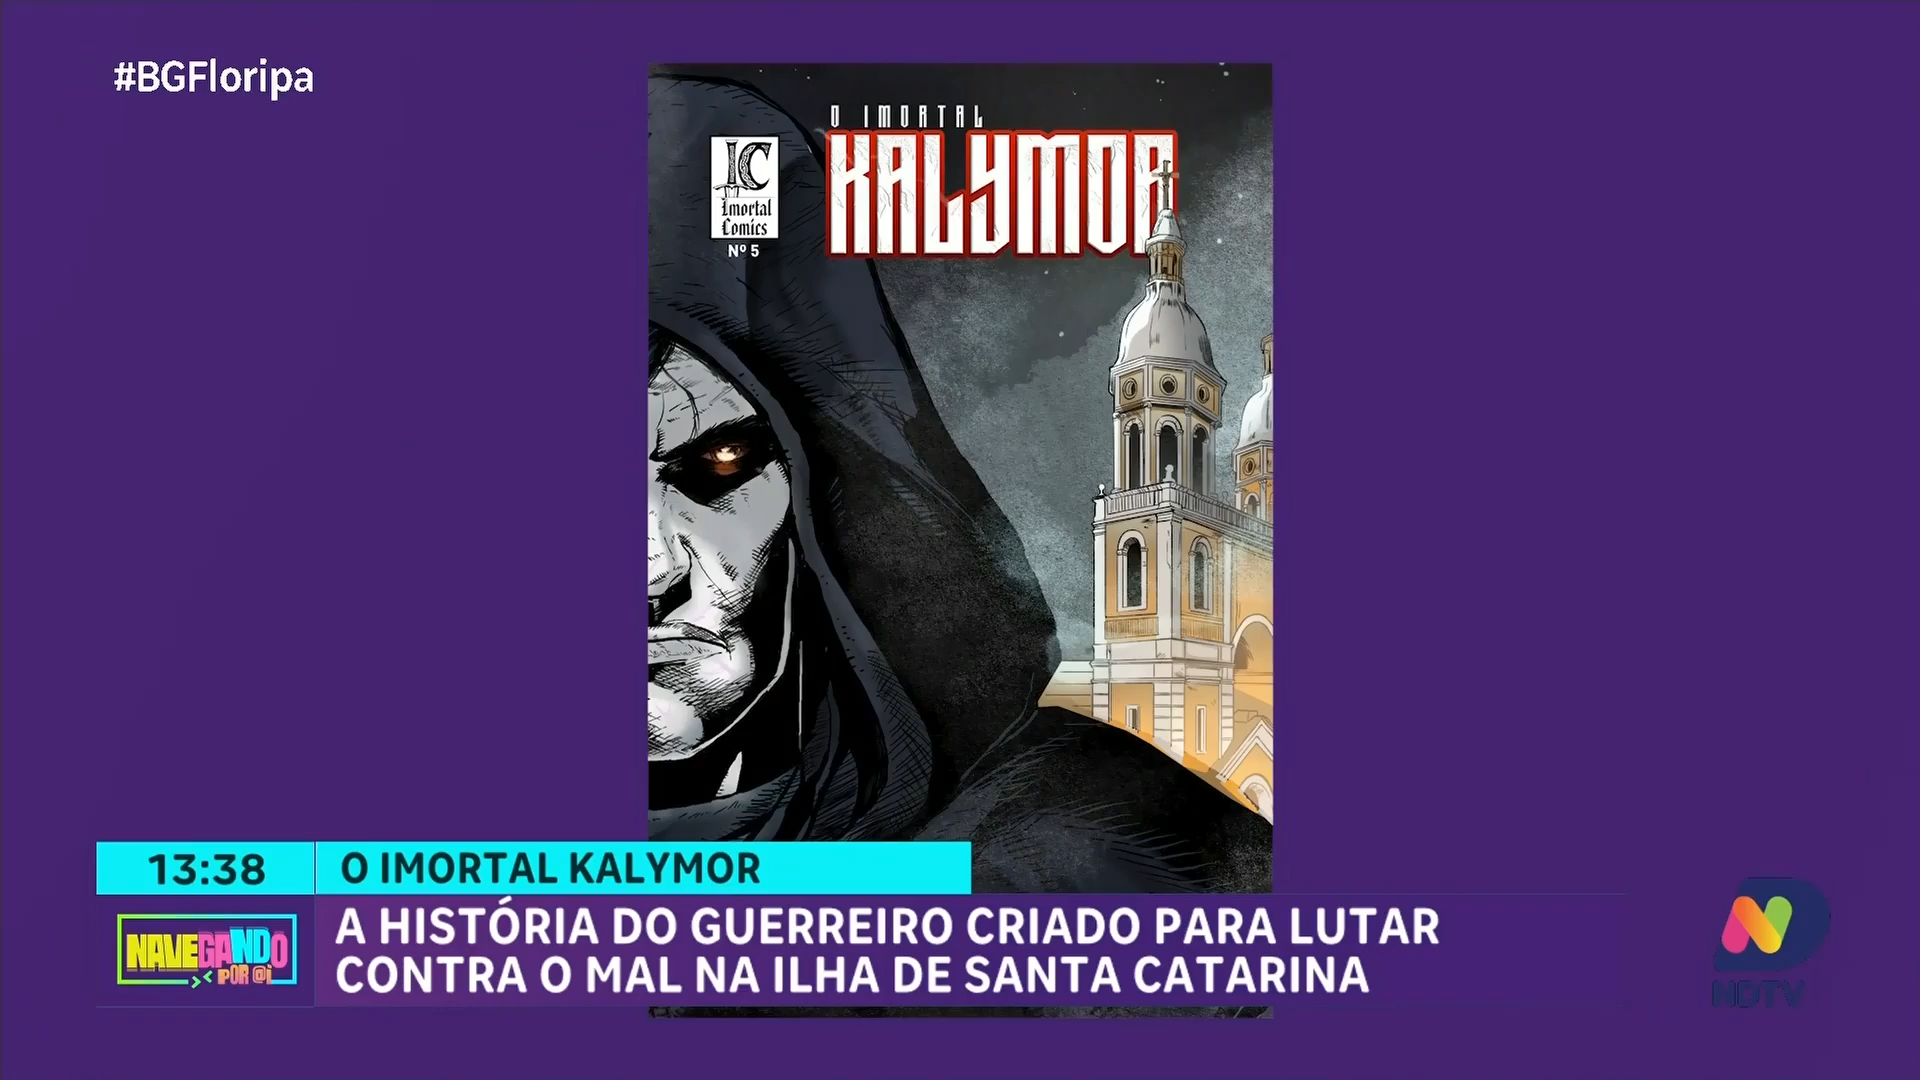 #BGFloripa
O IMORTAL
KALYMOR
IC
Imortal
Comics
Nº 5
13:38
O IMORTAL KALYMOR
NAVEGANDO
POR @í
A HISTÓRIA DO GUERREIRO CRIADO PARA LUTAR
CONTRA O MAL NA ILHA DE SANTA CATARINA
N
NDTV